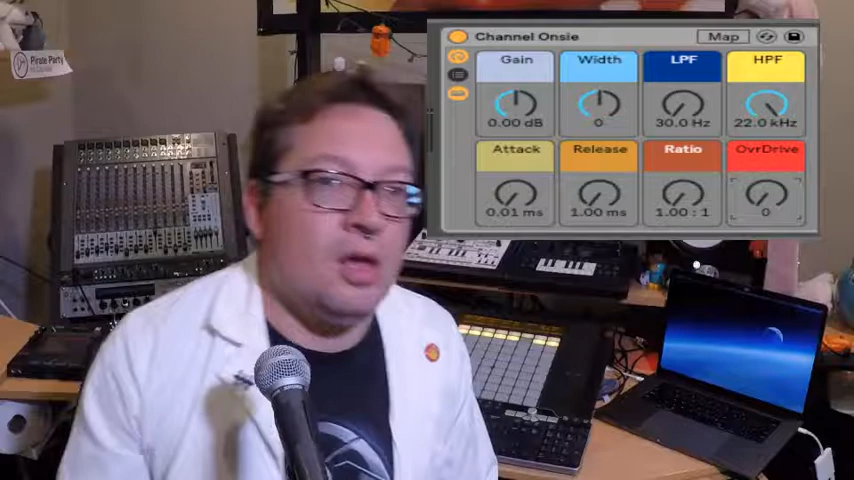 Pirate Party
Channel Onsie Map
Gain Width LPF HPF
0.00 dB 0 30.0 Hz 22.0 kHz
Attack Release Ratio OvrDrive
0.01 ms 1.00 ms 1.00 : 1 0